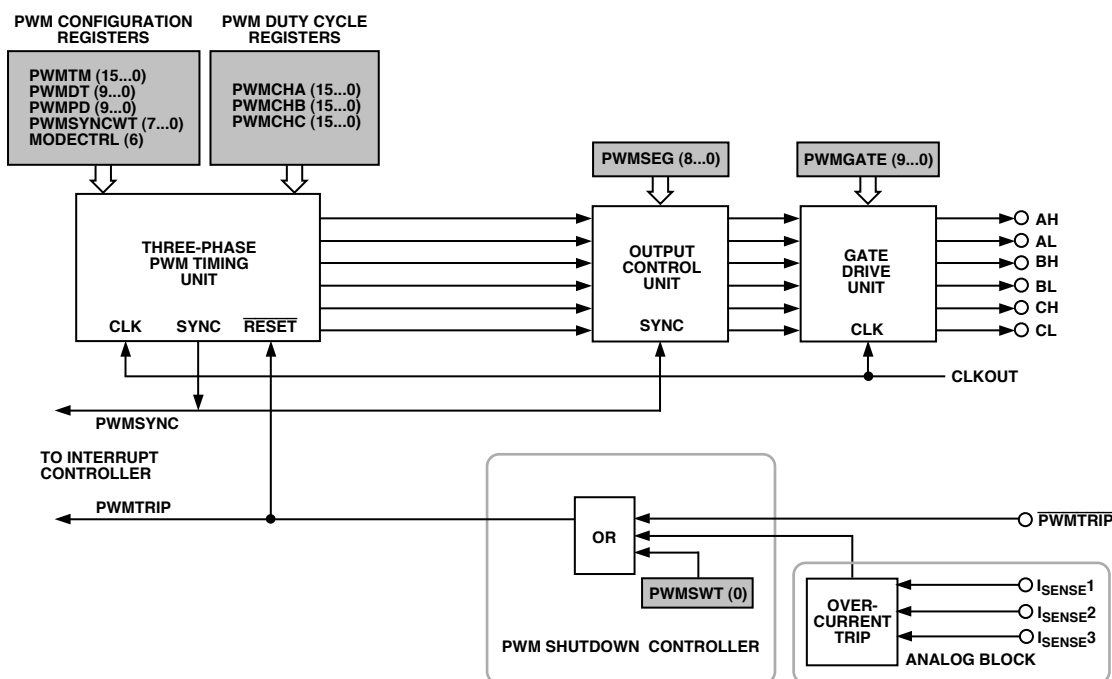 PWM CONFIGURATION
REGISTERS
PWM DUTY CYCLE
REGISTERS
PWMTM (15...0)
PWMDT (9...0)
PWMPD (9...0)
PWMSYNCWT (7...0)
MODECTRL (6)
PWMCHA (15...0)
PWMCHB (15...0)
PWMCHC (15...0)
PWMSEG (8...0)
PWMGATE (9...0)
THREE-PHASE
PWM TIMING
UNIT
CLK SYNC RESET
OUTPUT
CONTROL
UNIT
SYNC
GATE
DRIVE
UNIT
CLK
AH
AL
BH
BL
CH
CL
CLKOUT
PWMSYNC
TO INTERRUPT
CONTROLLER
PWMTRIP
OR
PWMTRIP
PWMSWT (0)
PWM SHUTDOWN CONTROLLER
OVER-
CURRENT
TRIP
ISENSE1
ISENSE2
ISENSE3
ANALOG BLOCK